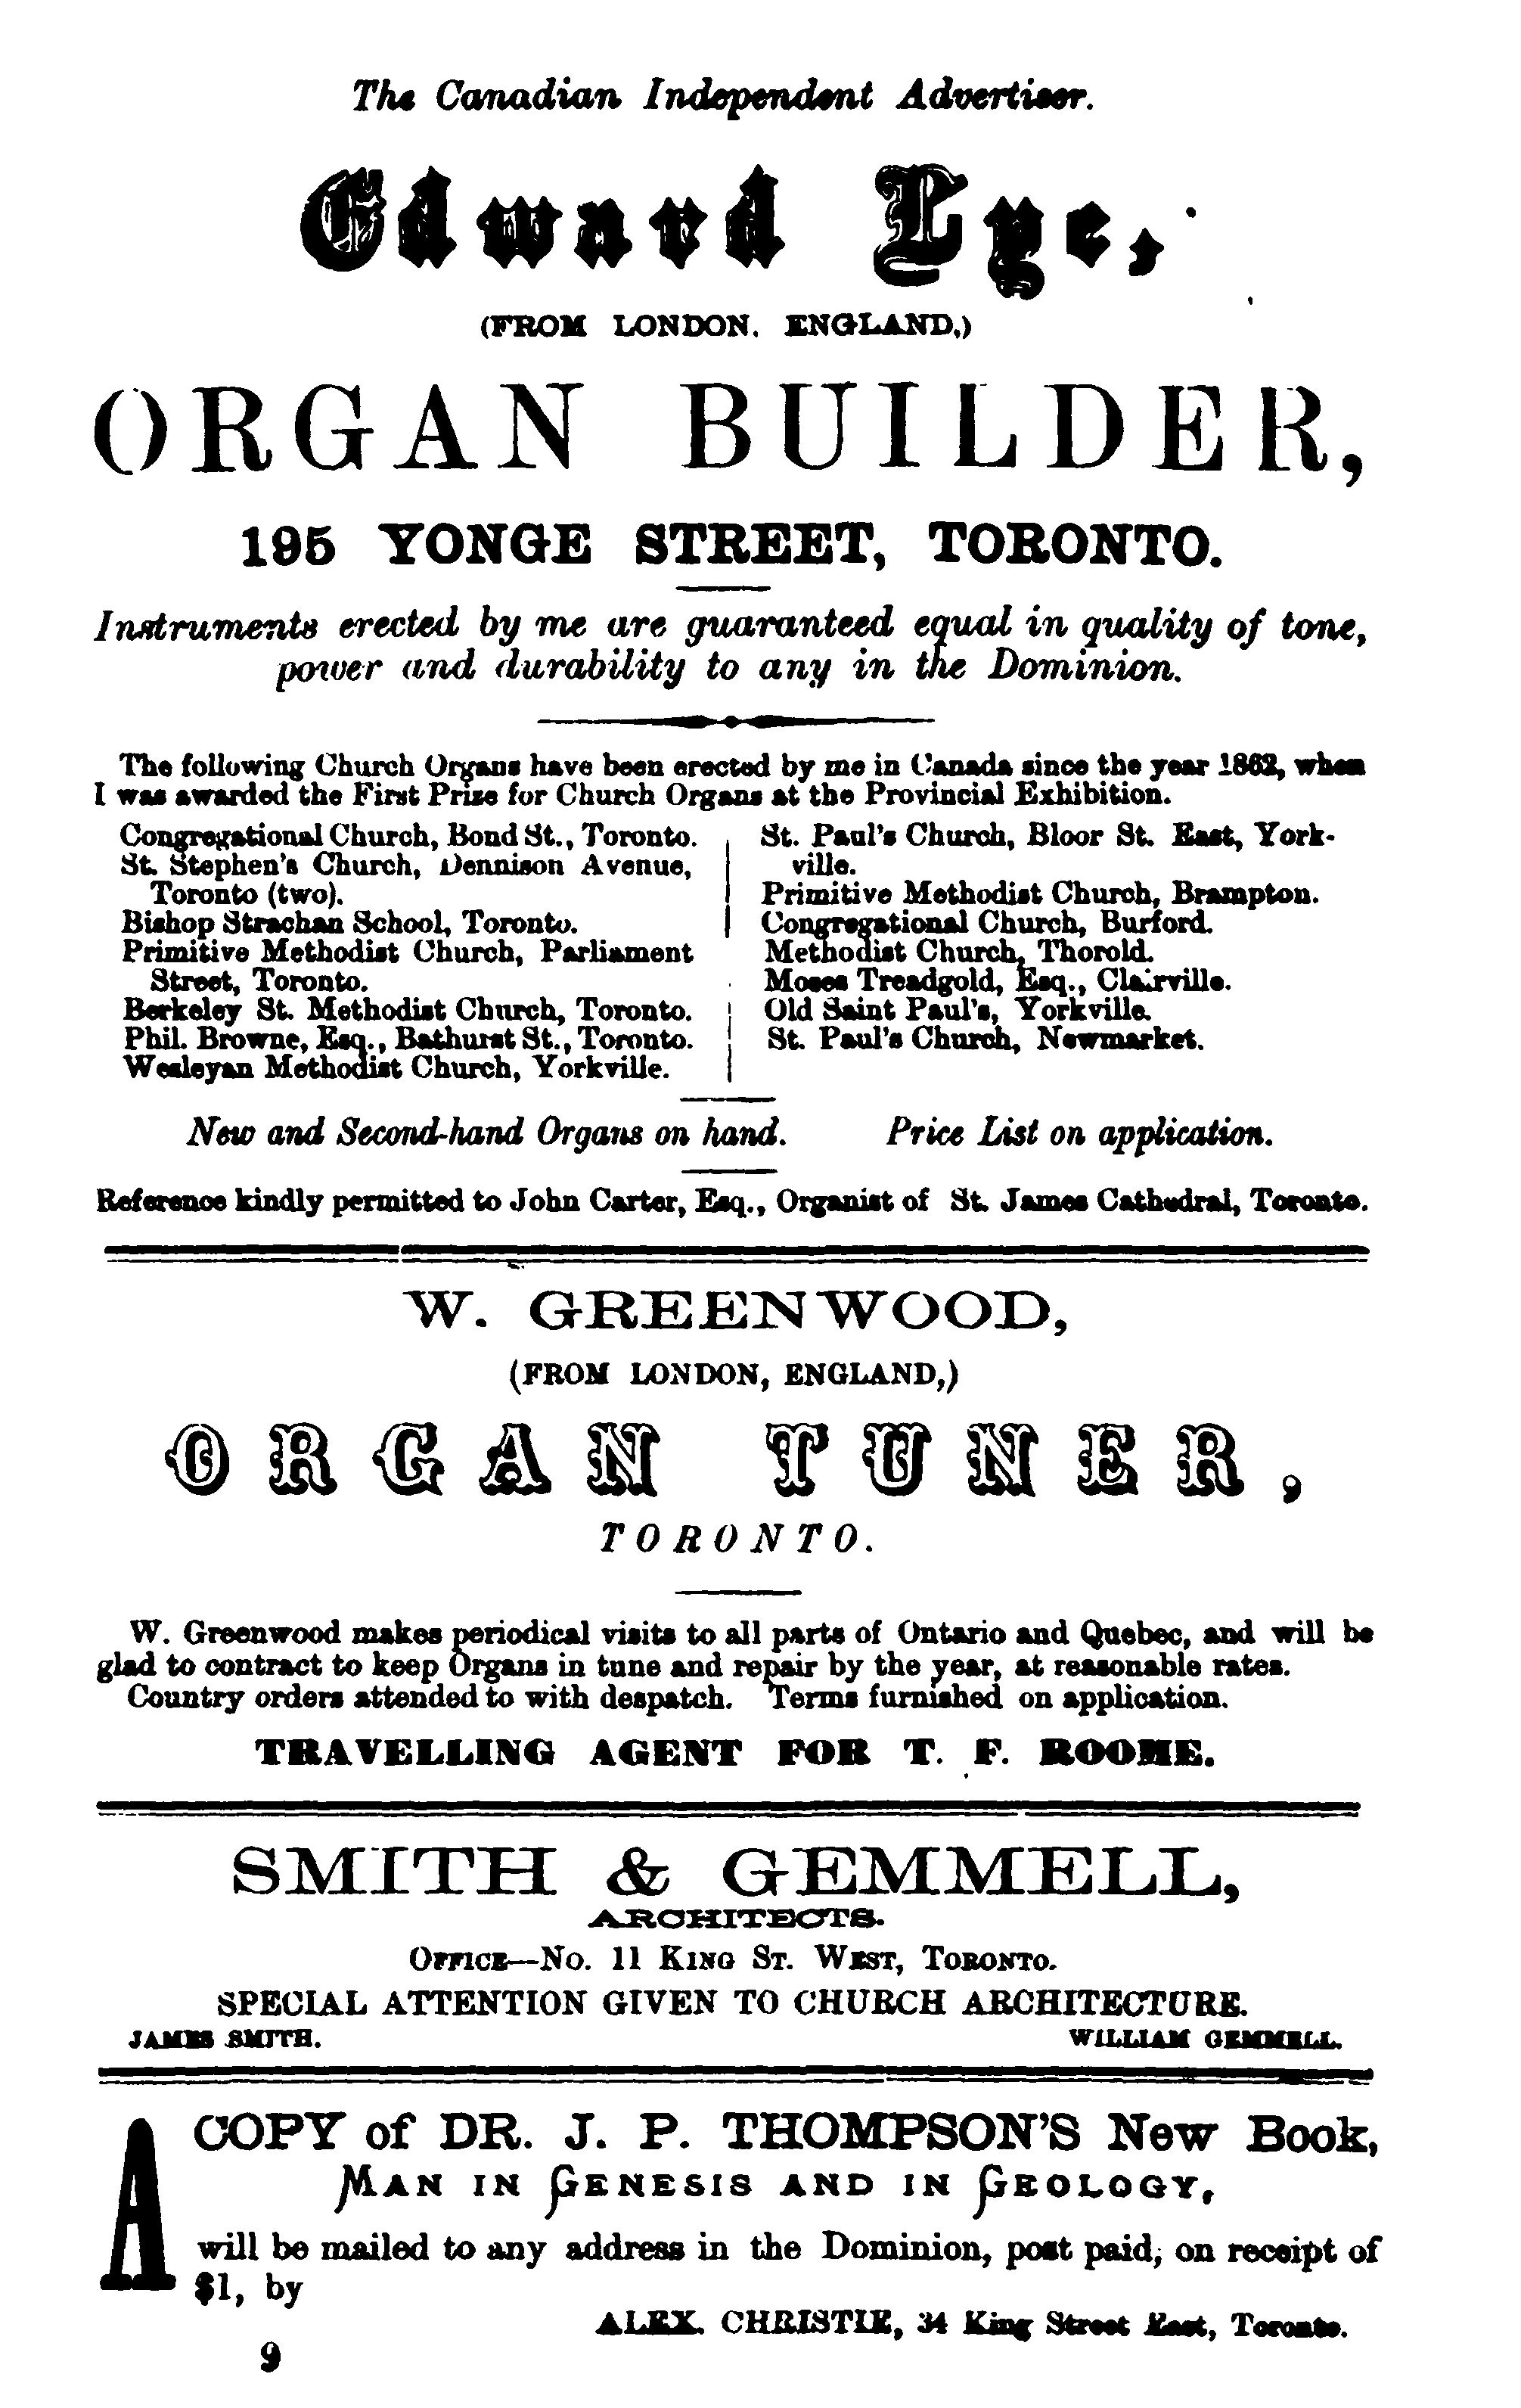 The Canadian Independent Advertiser.
Edward Lye,
(FROM LONDON. ENGLAND,)
ORGAN BUILDER,
195 YONGE STREET, TORONTO.
Instruments erected by me are guaranteed equal in quality of tone,
power and durability to any in the Dominion.
The following Church Organs have been erected by me in Canada since the year 1862, when
I was awarded the First Prize for Church Organs at the Provincial Exhibition.
Congregational Church, Bond St., Toronto.
St. Stephen's Church, Dennison Avenue,
Toronto (two).
Bishop Strachan School, Toronto.
Primitive Methodist Church, Parliament
Street, Toronto.
Berkeley St. Methodist Church, Toronto.
Phil. Browne, Esq., Bathurst St., Toronto.
Wesleyan Methodist Church, Yorkville.
St. Paul's Church, Bloor St. East, York-
ville.
Primitive Methodist Church, Brampton.
Congregational Church, Burford.
Methodist Church, Thorold.
Moses Treadgold, Esq., Clairville.
Old Saint Paul's, Yorkville.
St. Paul's Church, Newmarket.
New and Second-hand Organs on hand. Price List on application.
Reference kindly permitted to John Carter, Esq., Organist of St. James Cathedral, Toronto.
W. GREENWOOD,
(FROM LONDON, ENGLAND,)
ORGAN TUNER,
TORONTO.
W. Greenwood makes periodical visits to all parts of Ontario and Quebec, and will be
glad to contract to keep Organs in tune and repair by the year, at reasonable rates.
Country orders attended to with despatch. Terms furnished on application.
TRAVELLING AGENT FOR T. F. ROOME.
SMITH & GEMMELL,
ARCHITECTS.
OFFICE—NO. 11 KING ST. WEST, TORONTO.
SPECIAL ATTENTION GIVEN TO CHURCH ARCHITECTURE.
JAMES SMITH. WILLIAM GEMMELL.
A COPY of DR. J. P. THOMPSON'S New Book,
MAN IN GENESIS AND IN GEOLOGY,
will be mailed to any address in the Dominion, post paid, on receipt of
$1, by
ALEX. CHRISTIE, 34 King Street East, Toronto.
9